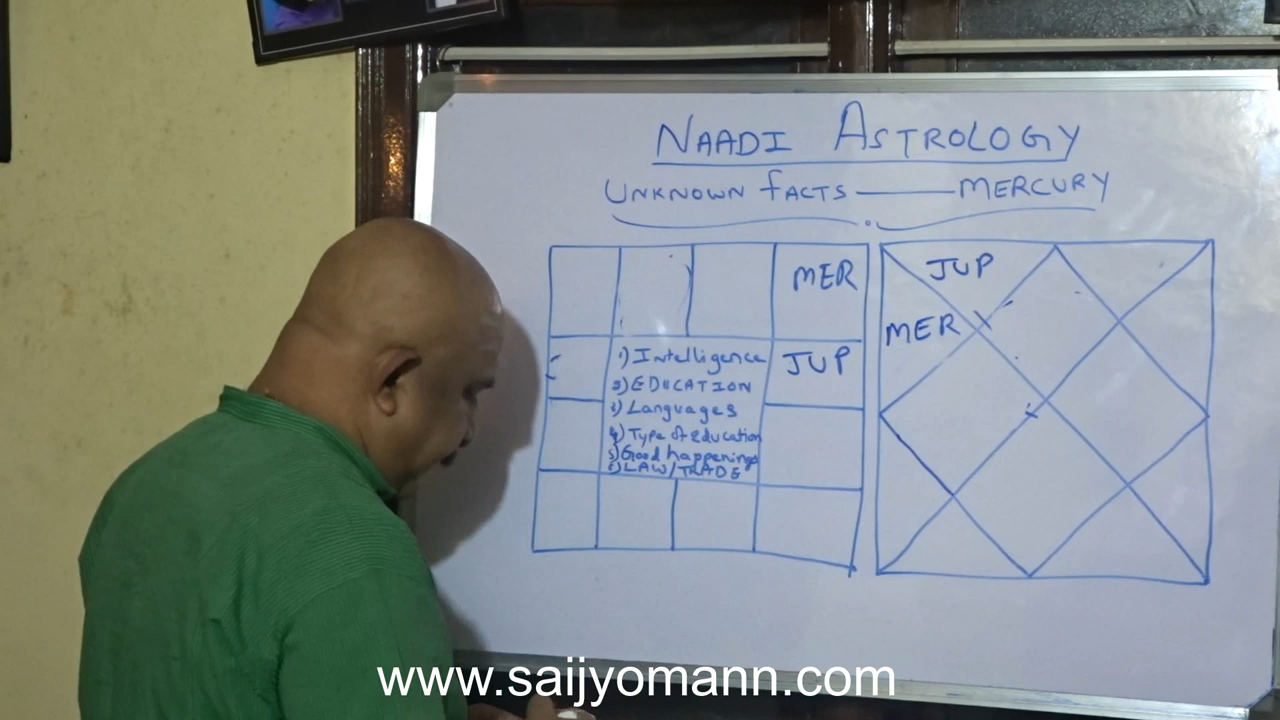 NAADI ASTROLOGY
UNKNOWN FACTS —— MERCURY
MER
JUP
1) Intelligence
2) EDUCATION
3) Languages
4) Type of education
5) Good happenings
6) LAW/TRADE
JUP
MER
www.saijyomann.com